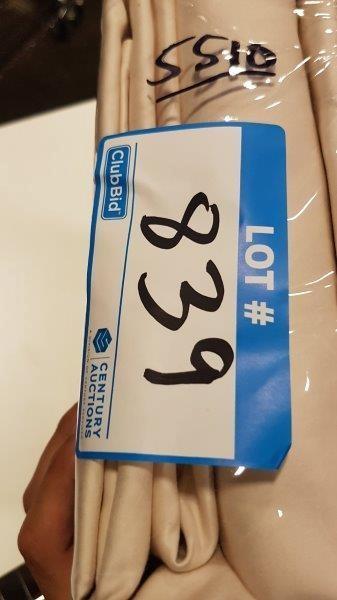 5510
LOT #
839
ClubBid
CENTURY
AUCTIONS